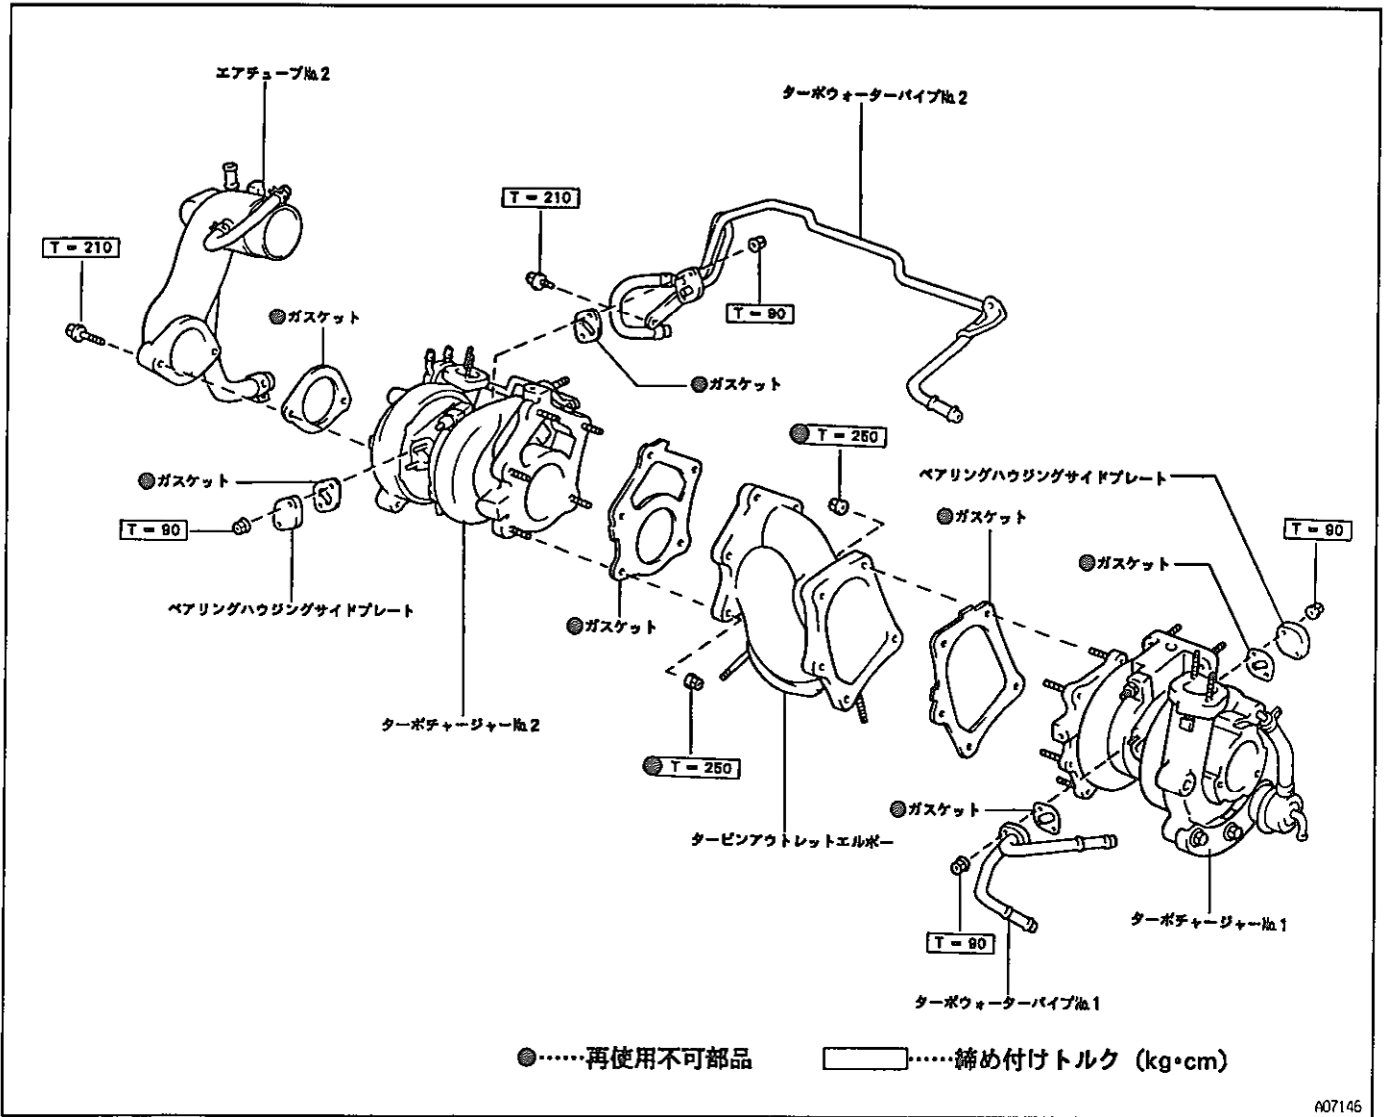 エアチューブ№2
ターボウォーターパイプ№2
T = 210
T = 210
●ガスケット
T = 90
●ガスケット
● T = 250
ベアリングハウジングサイドプレート
●ガスケット
●ガスケット
T = 90
●ガスケット
T = 90
ベアリングハウジングサイドプレート
●ガスケット
ターボチャージャー№2
● T = 250
●ガスケット
タービンアウトレットエルボー
ターボチャージャー№1
T = 90
ターボウォーターパイプ№1
●……再使用不可部品
……締め付けトルク (kg・cm)
A07146